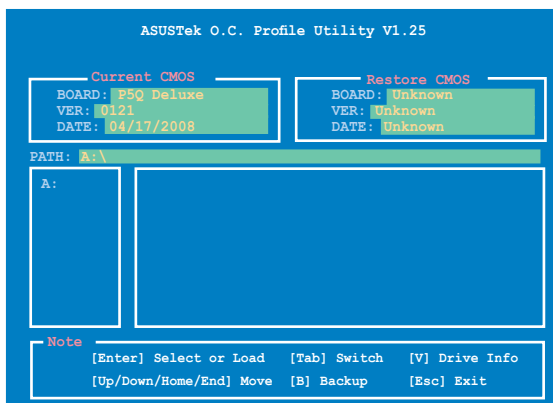 ASUSTek O.C. Profile Utility V1.25
Current CMOS
BOARD: P5Q Deluxe
VER: 0121
DATE: 04/17/2008
Restore CMOS
BOARD: Unknown
VER: Unknown
DATE: Unknown
PATH: A:\
A:
Note
[Enter] Select or Load [Tab] Switch [V] Drive Info
[Up/Down/Home/End] Move [B] Backup [Esc] Exit